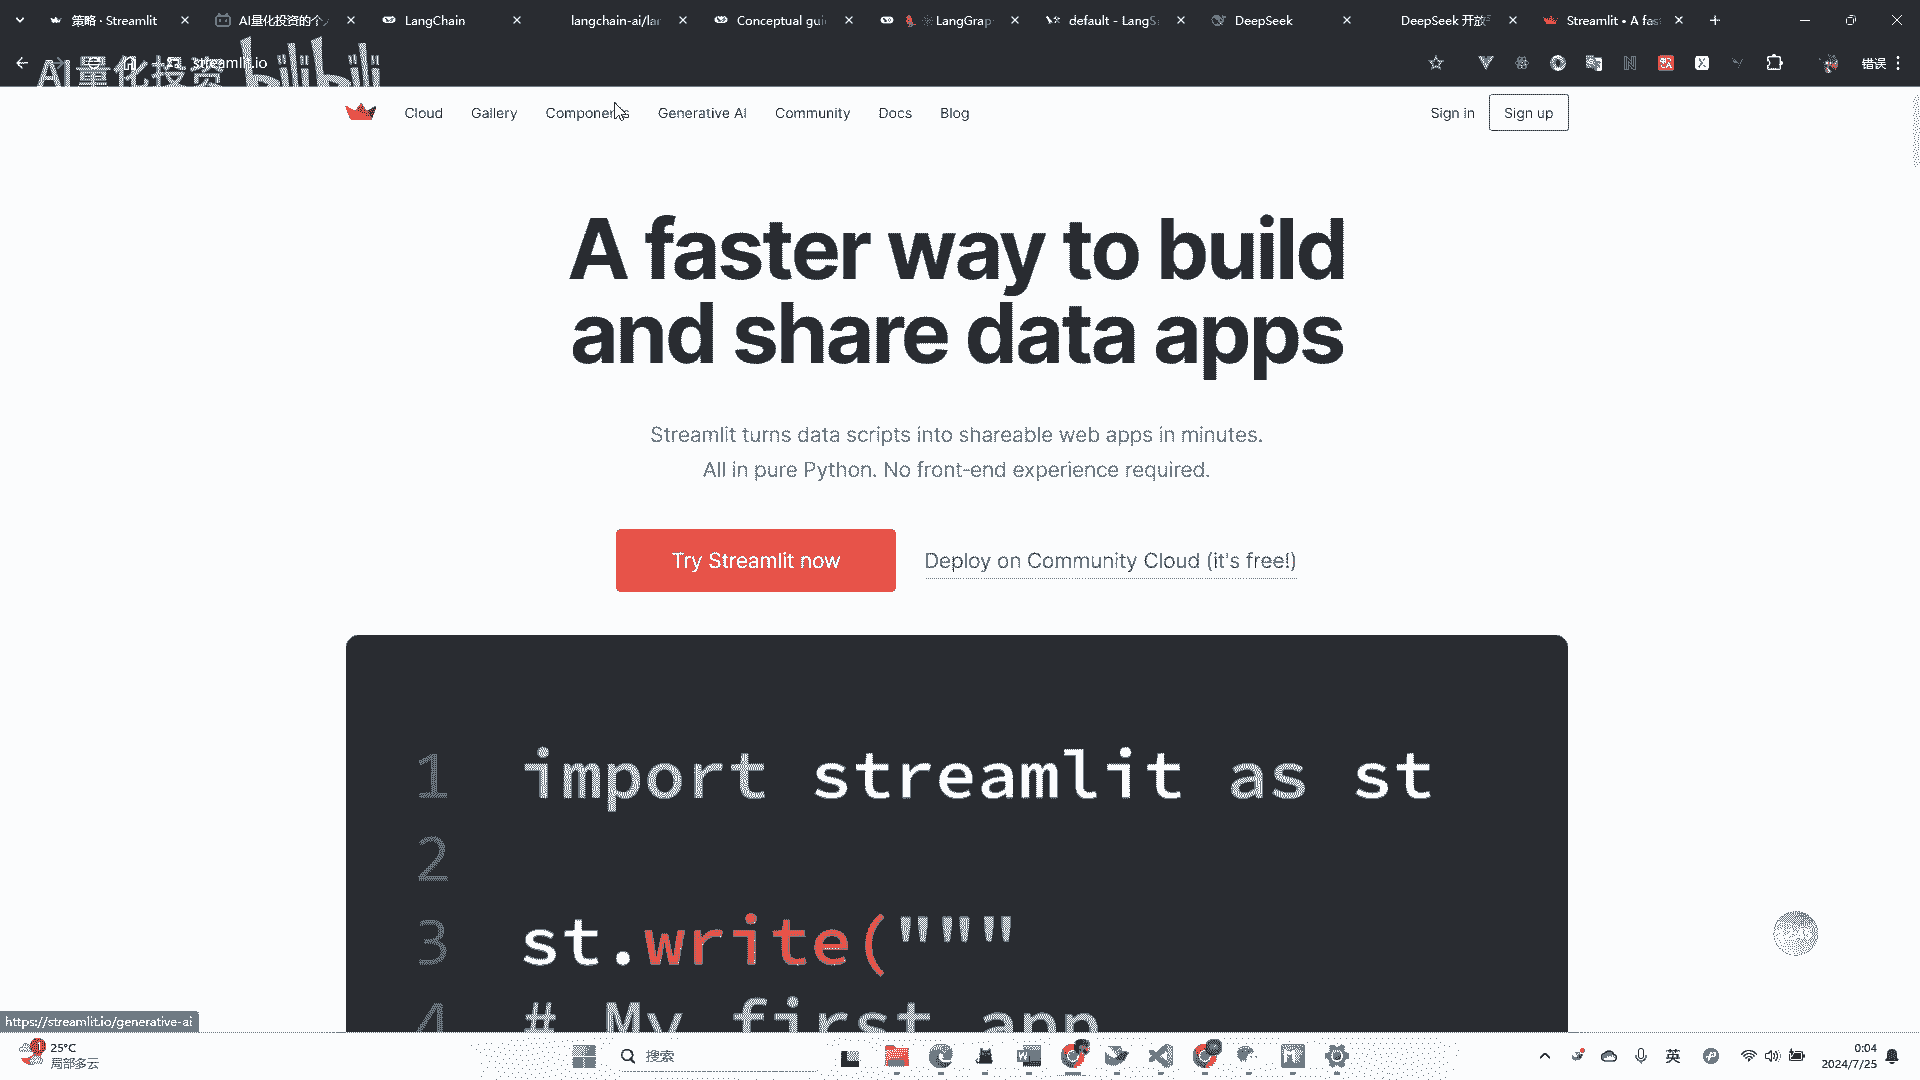 策略 · Streamlit
AI量化投资的个人
LangChain
langchain-ai/lan
Conceptual gui
LangGrap
default - LangS
DeepSeek
DeepSeek 开放平
Streamlit • A fas
AI量化投资 bilibili
streamlit.io
错误
Cloud
Gallery
Components
Generative AI
Community
Docs
Blog
Sign in
Sign up
A faster way to build
and share data apps
Streamlit turns data scripts into shareable web apps in minutes.
All in pure Python. No front-end experience required.
Try Streamlit now
Deploy on Community Cloud (it's free!)
1 import streamlit as st
2
3 st.write("""
4 # My first app
https://streamlit.io/generative-ai
25°C
局部多云
搜索
英
0:04
2024/7/25